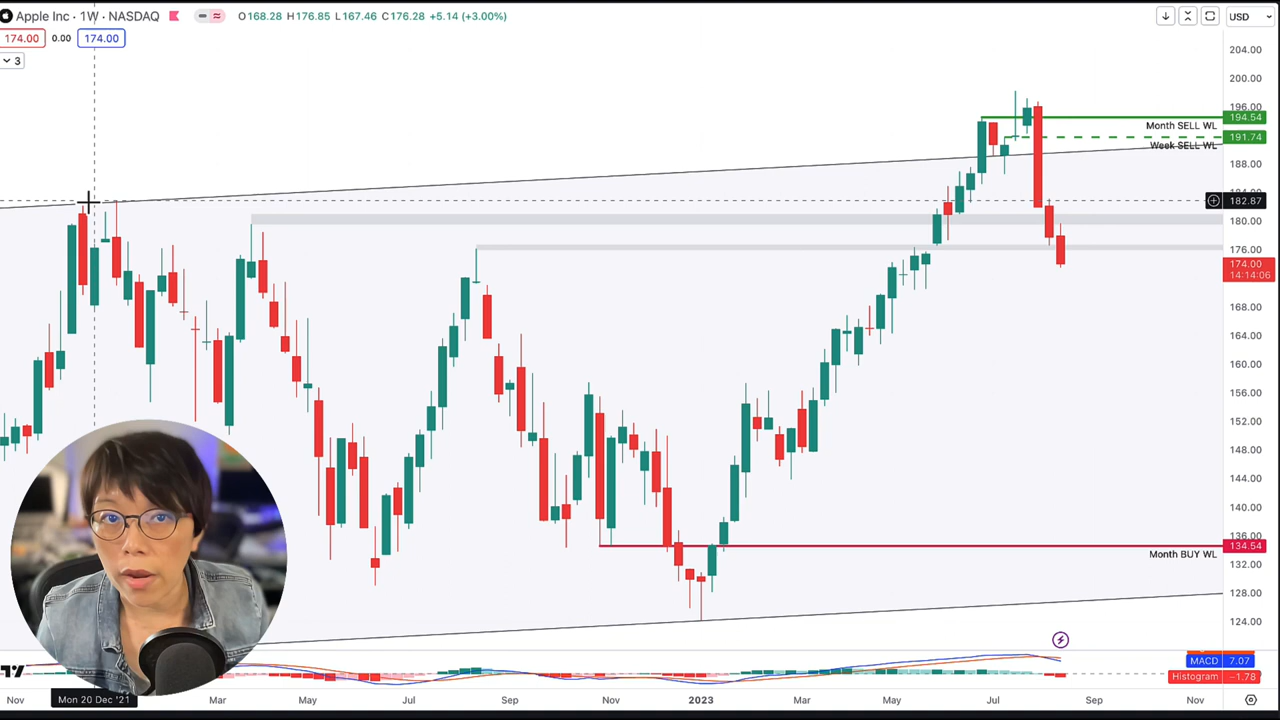 Apple Inc · 1W · NASDAQ
O168.28 H176.85 L167.46 C176.28 +5.14 (+3.00%)
USD
174.00 0.00 174.00
3
204.00
200.00
196.00
194.54
Month SELL WL
191.74
Week SELL WL
188.00
184.00
182.87
180.00
176.00
174.00
14:14:06
168.00
164.00
160.00
156.00
152.00
148.00
144.00
140.00
136.00
134.54
Month BUY WL
132.00
128.00
124.00
MACD 7.07
Histogram −1.78
Nov Mon 20 Dec '21 Mar May Jul Sep Nov 2023 Mar May Jul Sep Nov